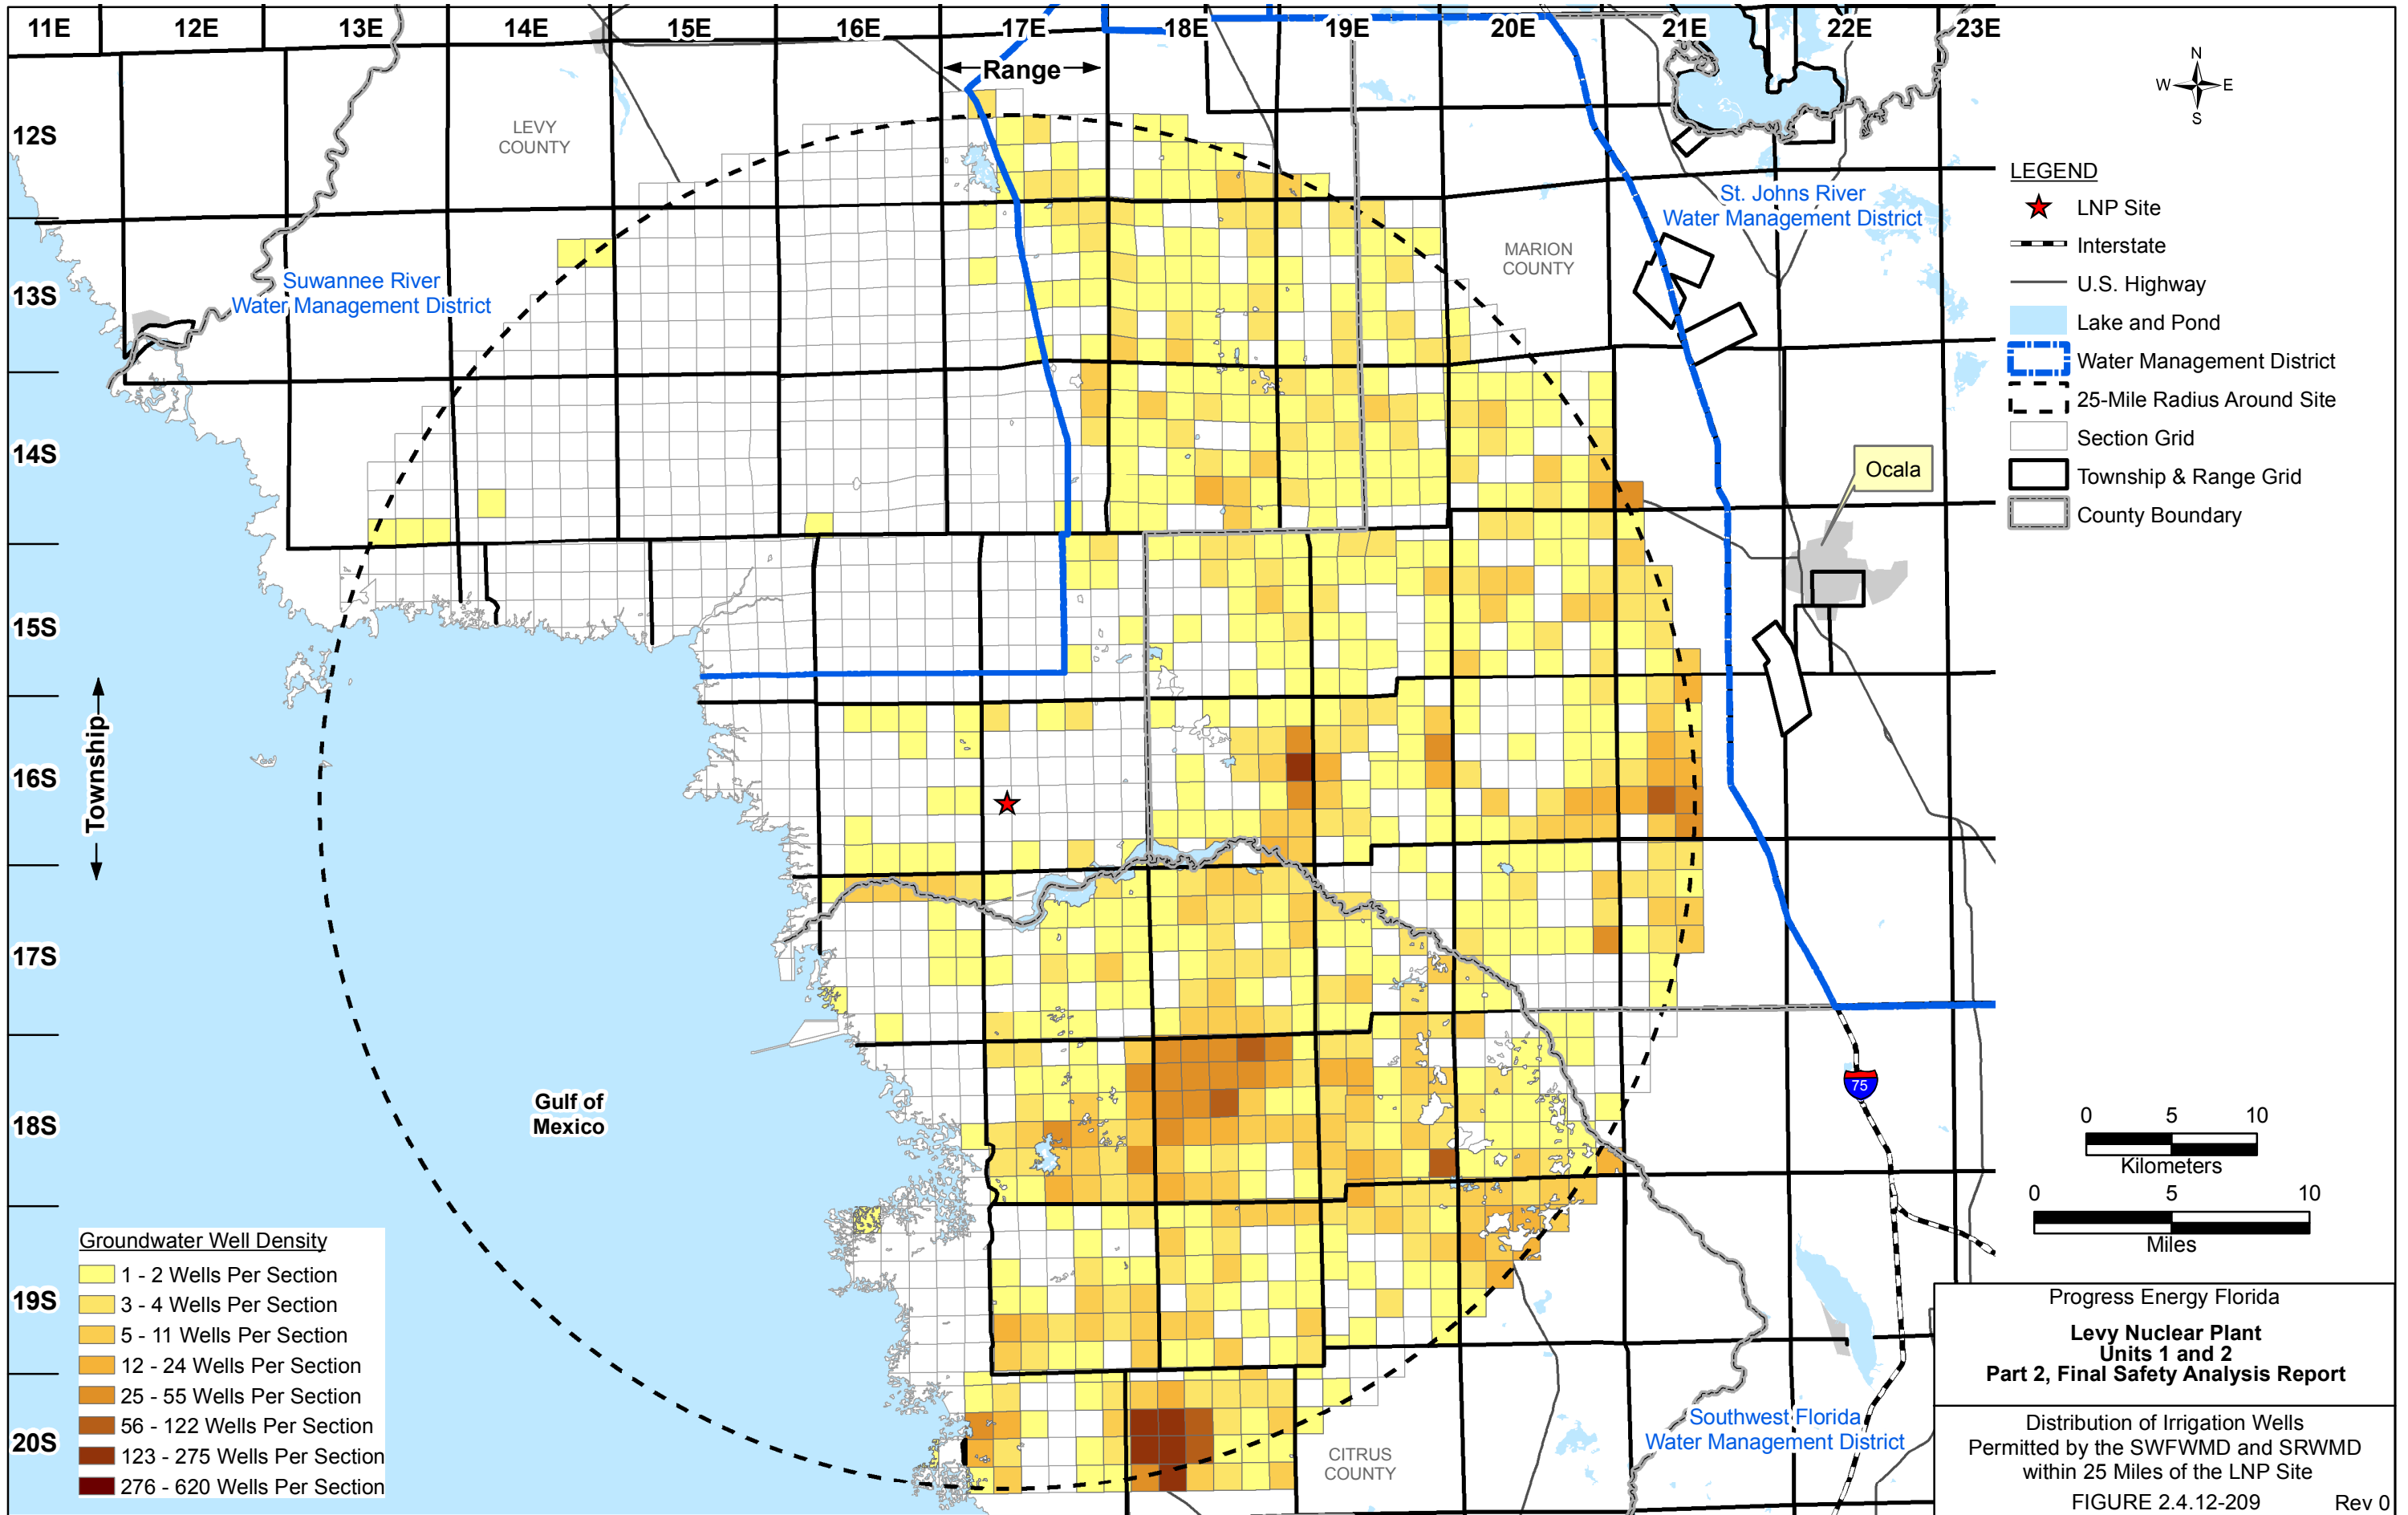 11E 12E 13E 14E 15E 16E 17E 18E 19E 20E 21E 22E 23E
Range
N
W E
S
12S
13S
14S
15S
16S
17S
18S
19S
20S
Township
LEVY
COUNTY
Suwannee River
Water Management District
MARION
COUNTY
St. Johns River
Water Management District
Ocala
Gulf of
Mexico
75
CITRUS
COUNTY
Southwest Florida
Water Management District
LEGEND
LNP Site
Interstate
U.S. Highway
Lake and Pond
Water Management District
25-Mile Radius Around Site
Section Grid
Township & Range Grid
County Boundary
0 5 10
Kilometers
0 5 10
Miles
Groundwater Well Density
1 - 2 Wells Per Section
3 - 4 Wells Per Section
5 - 11 Wells Per Section
12 - 24 Wells Per Section
25 - 55 Wells Per Section
56 - 122 Wells Per Section
123 - 275 Wells Per Section
276 - 620 Wells Per Section
Progress Energy Florida
Levy Nuclear Plant
Units 1 and 2
Part 2, Final Safety Analysis Report
Distribution of Irrigation Wells
Permitted by the SWFWMD and SRWMD
within 25 Miles of the LNP Site
FIGURE 2.4.12-209 Rev 0